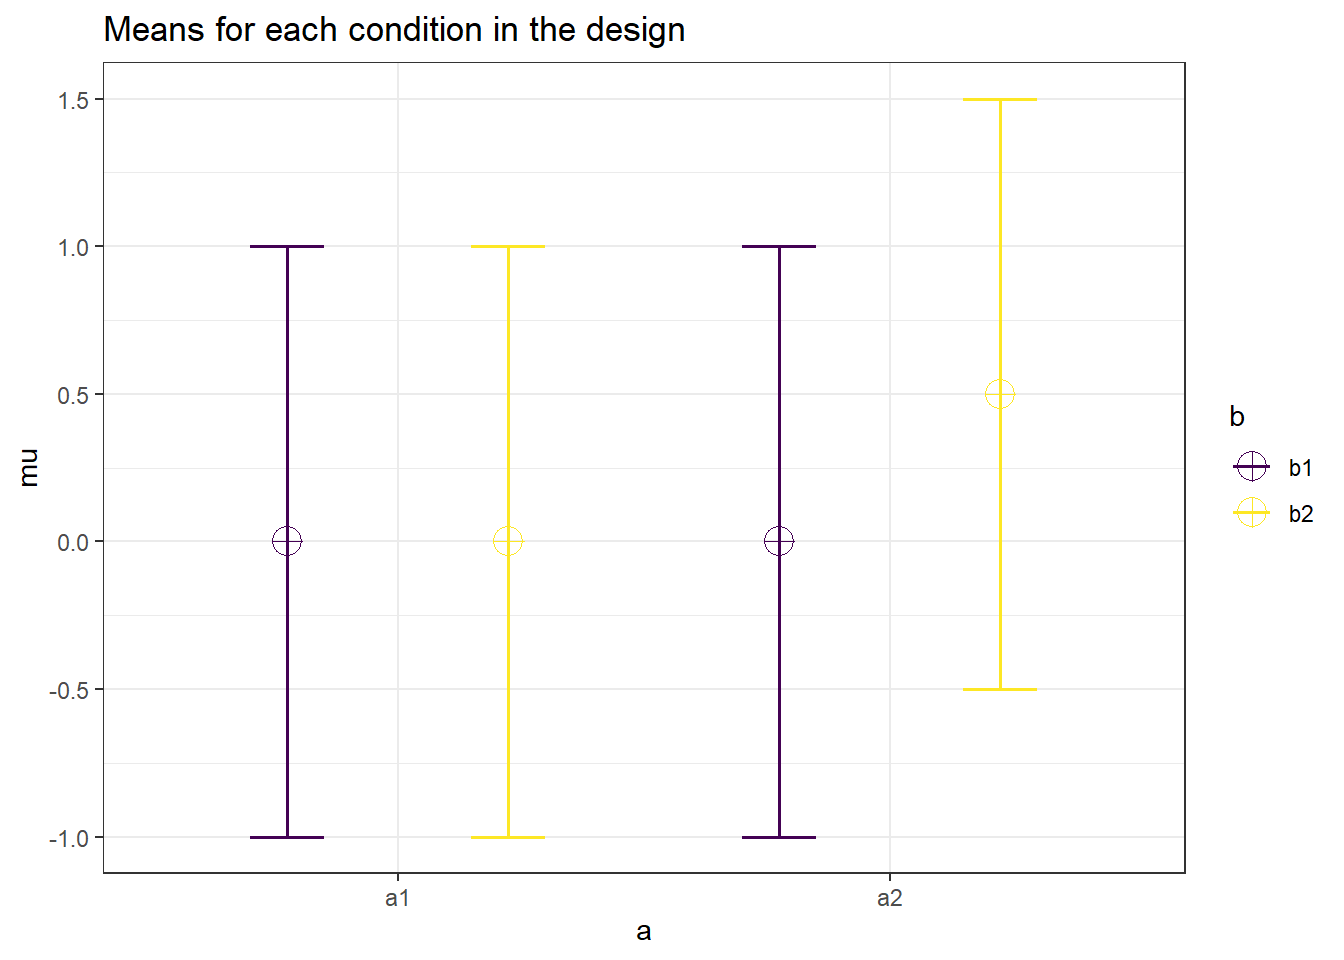 Means for each condition in the design
1.5
1.0
0.5
0.0
-0.5
-1.0
mu
a1
a2
a
b
b1
b2